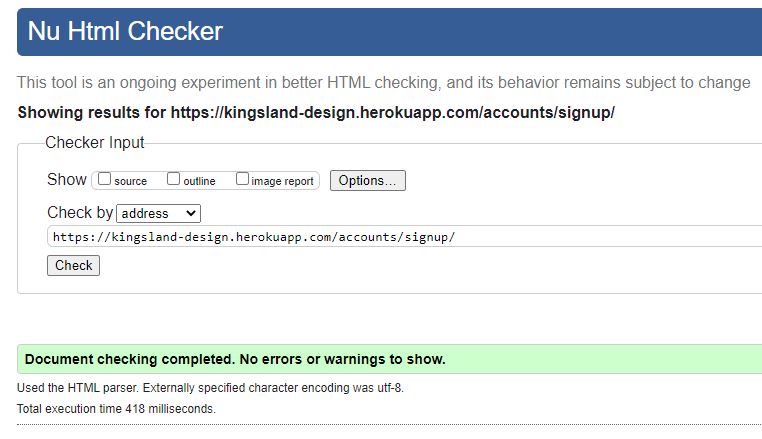 Nu Html Checker
This tool is an ongoing experiment in better HTML checking, and its behavior remains subject to change
Showing results for https://kingsland-design.herokuapp.com/accounts/signup/
Checker Input
Show source outline image report Options...
Check by address
https://kingsland-design.herokuapp.com/accounts/signup/
Check
Document checking completed. No errors or warnings to show.
Used the HTML parser. Externally specified character encoding was utf-8.
Total execution time 418 milliseconds.